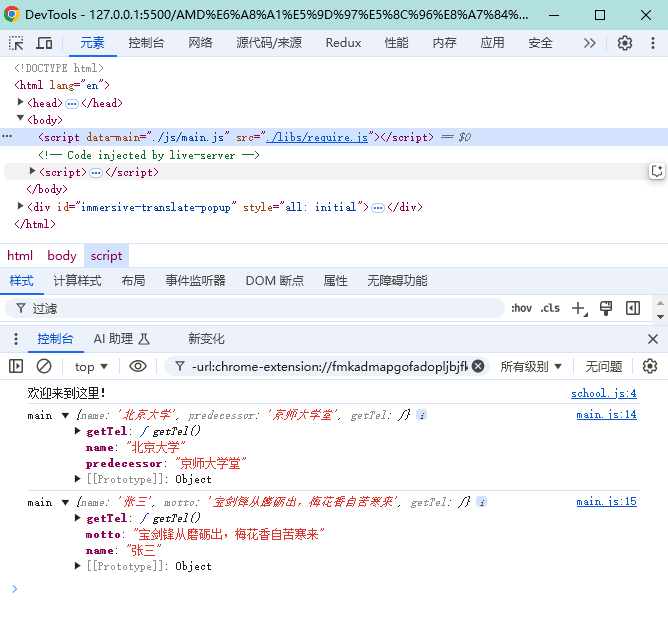 DevTools - 127.0.0.1:5500/AMD%E6%A8%A1%E5%9D%97%E5%8C%96%E8%A7%84%...
元素 控制台 网络 源代码/来源 Redux 性能 内存 应用 安全
<!DOCTYPE html>
<html lang="en">
<head>…</head>
<body>
<script data-main="./js/main.js" src="./libs/require.js"></script> == $0
<!-- Code injected by live-server -->
<script>…</script>
</body>
<div id="immersive-translate-popup" style="all: initial">…</div>
</html>
html body script
样式 计算样式 布局 事件监听器 DOM 断点 属性 无障碍功能
过滤 :hov .cls
控制台 AI 助理 新变化
top -url:chrome-extension://fmkadmapgofadopljbjfk 所有级别 无问题
欢迎来到这里! school.js:4
main {name: '北京大学', predecessor: '京师大学堂', getTel: ƒ} i main.js:14
getTel: ƒ getTel()
name: "北京大学"
predecessor: "京师大学堂"
[[Prototype]]: Object
main {name: '张三', motto: '宝剑锋从磨砺出，梅花香自苦寒来', getTel: ƒ} i main.js:15
getTel: ƒ getTel()
motto: "宝剑锋从磨砺出，梅花香自苦寒来"
name: "张三"
[[Prototype]]: Object